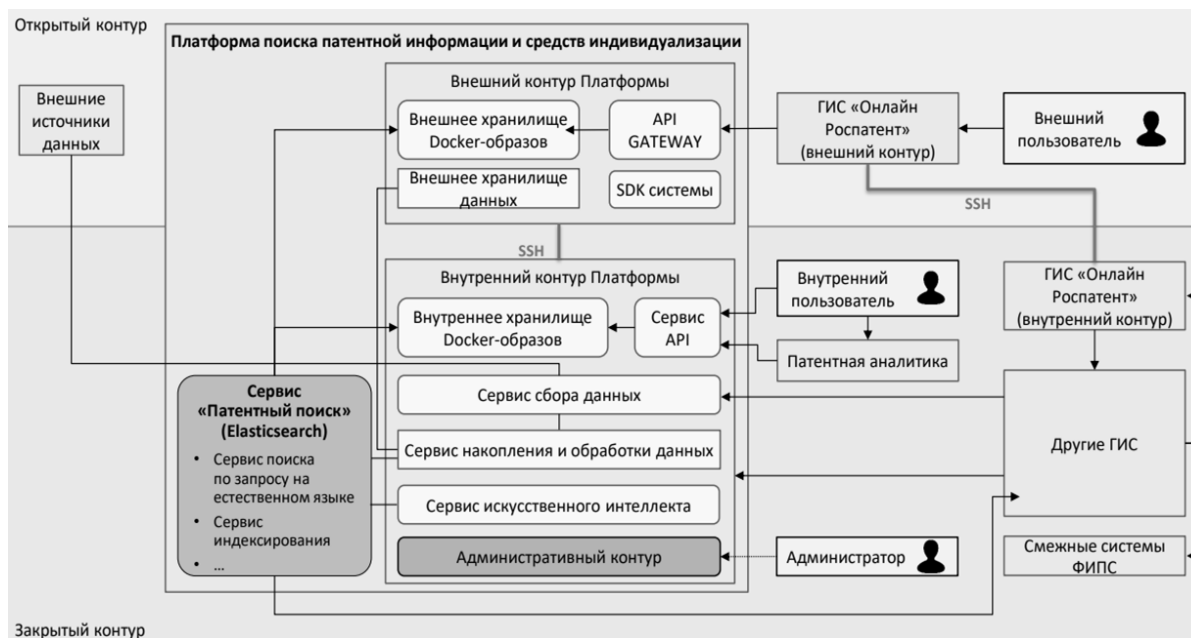 Открытый контур
Платформа поиска патентной информации и средств индивидуализации
Внешние
источники
данных
Внешний контур Платформы
Внешнее хранилище
Docker-образов
API
GATEWAY
Внешнее хранилище
данных
SDK системы
ГИС «Онлайн
Роспатент»
(внешний контур)
Внешний
пользователь
SSH
SSH
Внутренний контур Платформы
Внутреннее хранилище
Docker-образов
Сервис
API
Внутренний
пользователь
Патентная аналитика
ГИС «Онлайн
Роспатент»
(внутренний контур)
Сервис
«Патентный поиск»
(Elasticsearch)
• Сервис поиска
по запросу на
естественном языке
• Сервис
индексирования
• ...
Сервис сбора данных
Сервис накопления и обработки данных
Сервис искусственного интеллекта
Административный контур
Администратор
Другие ГИС
Смежные системы
ФИПС
Закрытый контур